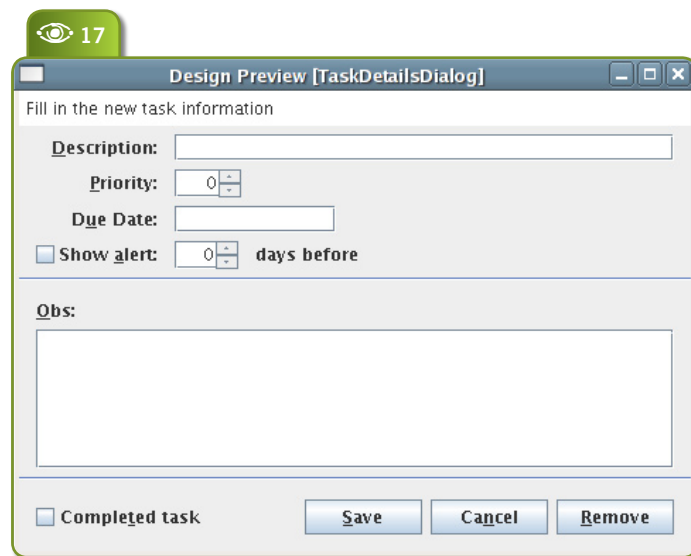 17
Design Preview [TaskDetailsDialog]
Fill in the new task information
Description:
Priority: 0
Due Date:
Show alert: 0 days before
Obs:
Completed task Save Cancel Remove